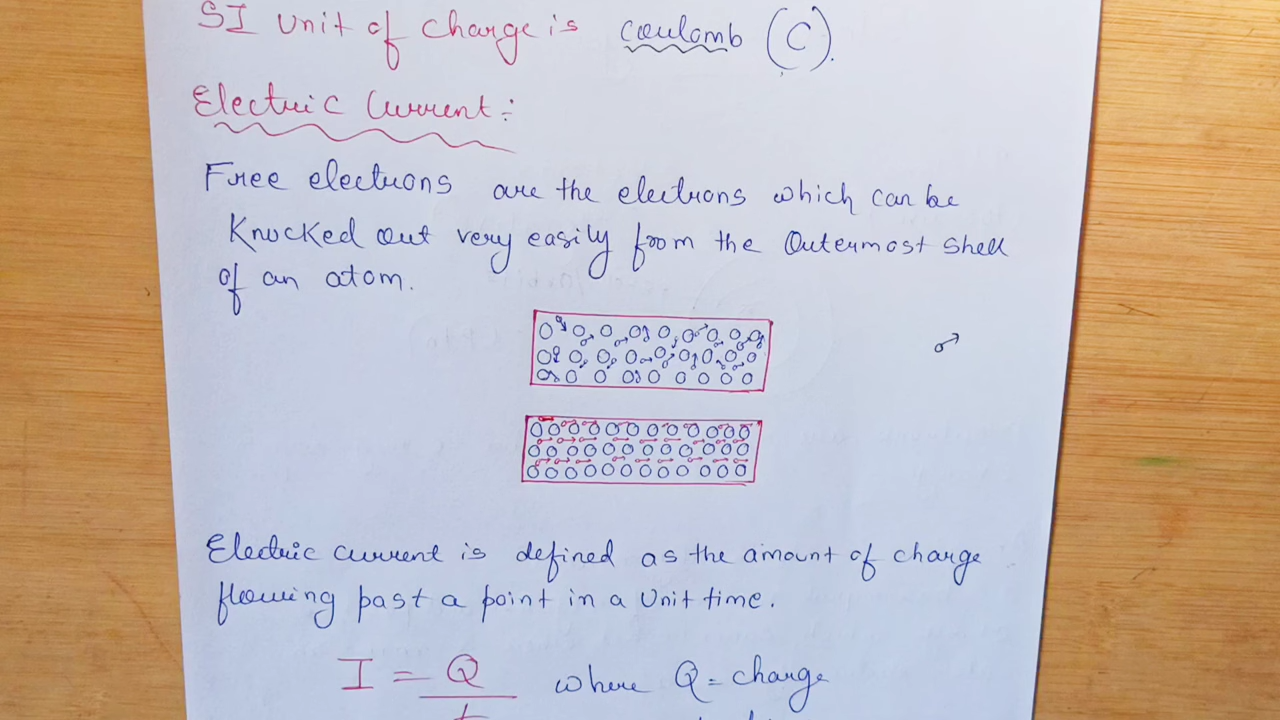 SI Unit of Charge is coulomb (C).
Electric Current :-
Free electrons are the electrons which can be
Knocked out very easily from the Outermost Shell
of an atom.
Electric current is defined as the amount of charge
flowing past a point in a Unit time.
I = Q where Q = charge
t